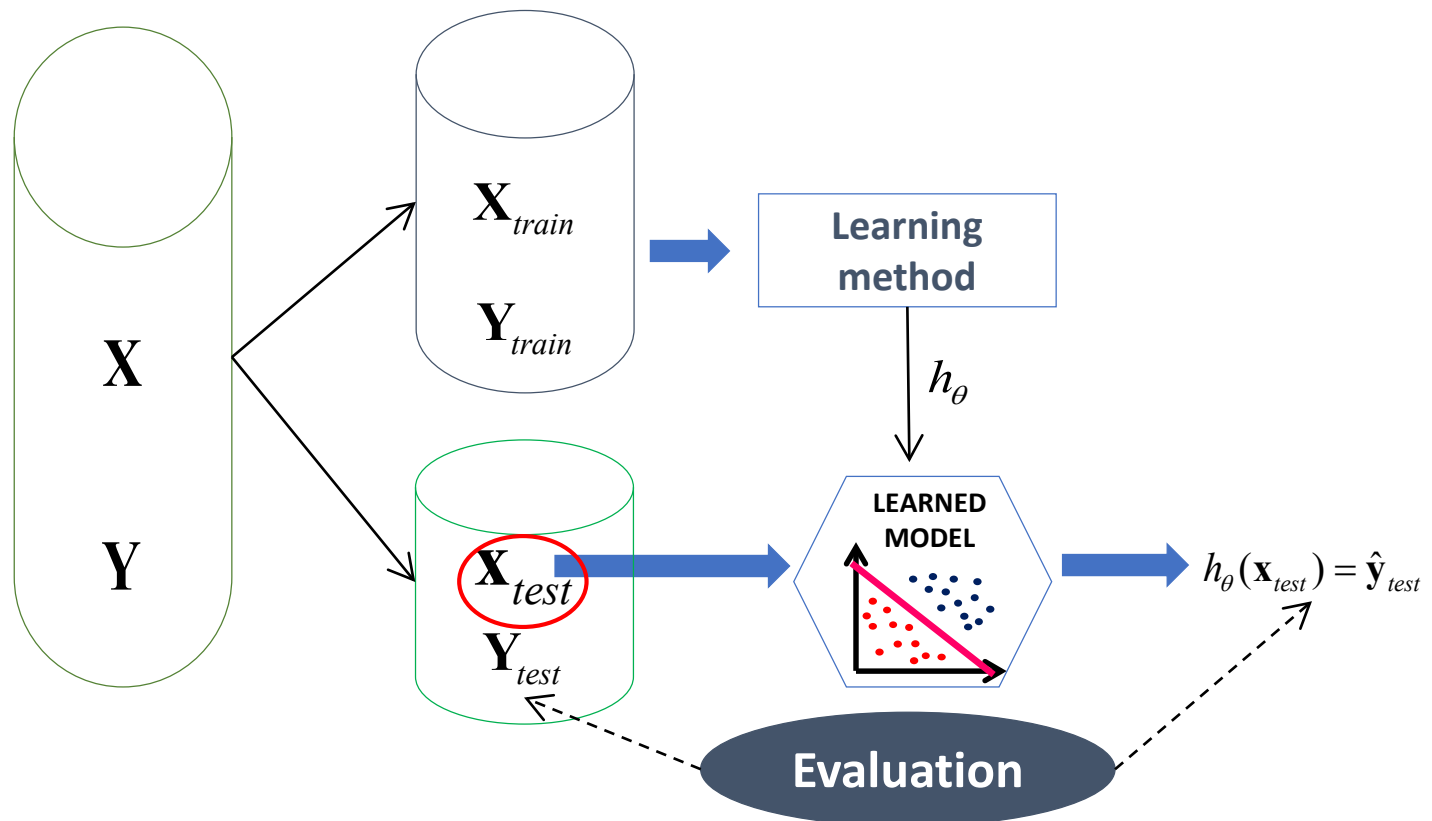 X
Y
X_train
Y_train
Learning
method
h_θ
X_test
Y_test
LEARNED
MODEL
h_θ(x_test) = ŷ_test
Evaluation